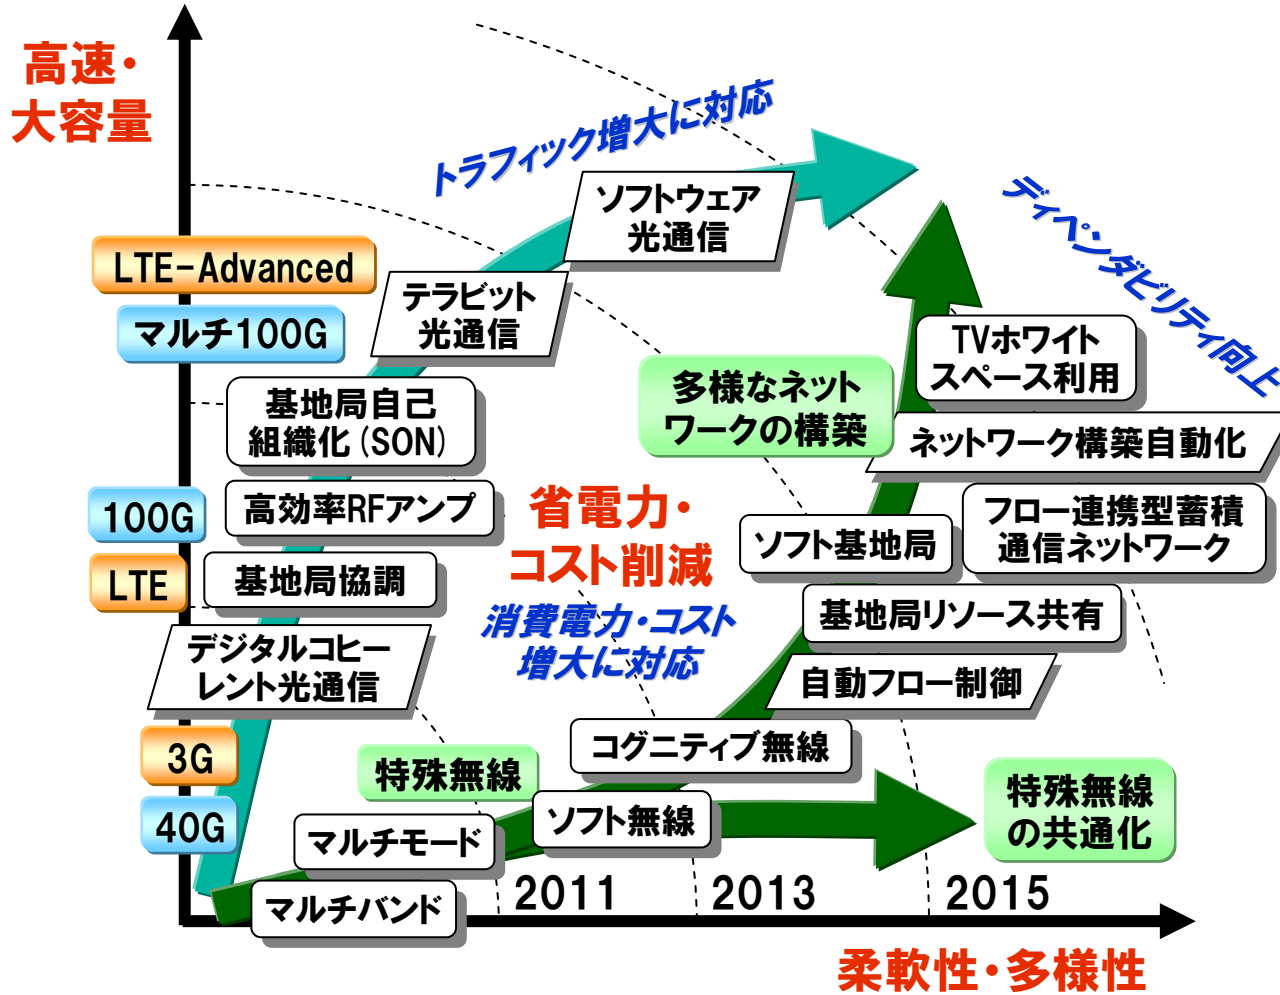 高速・
大容量
トラフィック増大に対応
ディペンダビリティ向上
ソフトウェア
光通信
LTE-Advanced
テラビット
光通信
マルチ100G
TVホワイト
スペース利用
多様なネット
ワークの構築
基地局自己
組織化(SON)
ネットワーク構築自動化
100G
高効率RFアンプ
省電力・
コスト削減
ソフト基地局
フロー連携型蓄積
通信ネットワーク
LTE
基地局協調
消費電力・コスト
増大に対応
基地局リソース共有
デジタルコヒー
レント光通信
自動フロー制御
3G
特殊無線
コグニティブ無線
40G
マルチモード
ソフト無線
特殊無線
の共通化
マルチバンド
2011
2013
2015
柔軟性・多様性